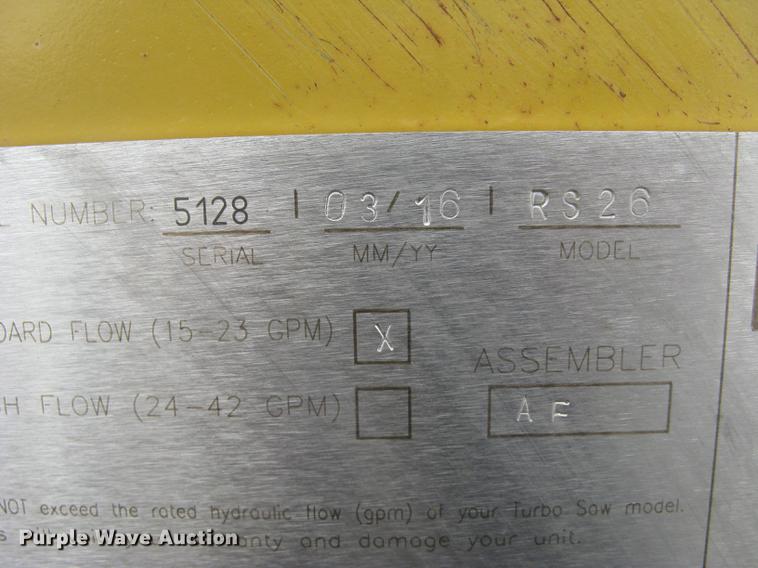 NUMBER: 5128 | 03/16 | RS26
SERIAL MM/YY MODEL
DARD FLOW (15-23 GPM) X
ASSEMBLER
H FLOW (24-42 GPM)
AF
NOT exceed the rated hydraulic flow (gpm) of your Turbo Saw model.
anty and damage your unit.
Purple Wave Auction